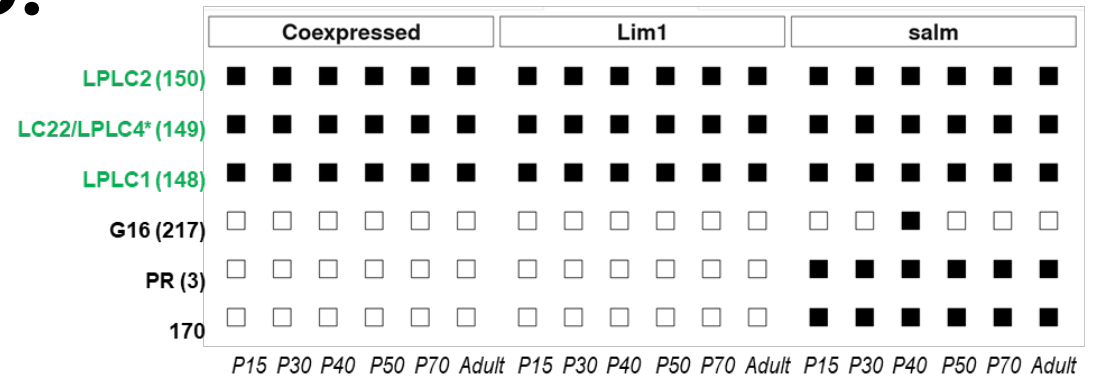 Coexpressed Lim1 salm
LPLC2 (150)
LC22/LPLC4* (149)
LPLC1 (148)
G16 (217)
PR (3)
170
P15 P30 P40 P50 P70 Adult P15 P30 P40 P50 P70 Adult P15 P30 P40 P50 P70 Adult